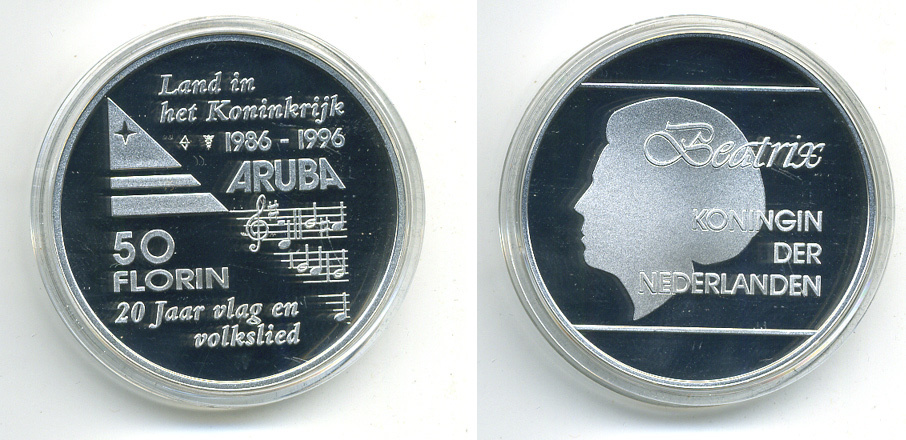 Land in
het Koninkrijk
1986 - 1996
ARUBA
50
FLORIN
20 Jaar vlag en
volkslied
Beatrix
KONINGIN
DER
NEDERLANDEN